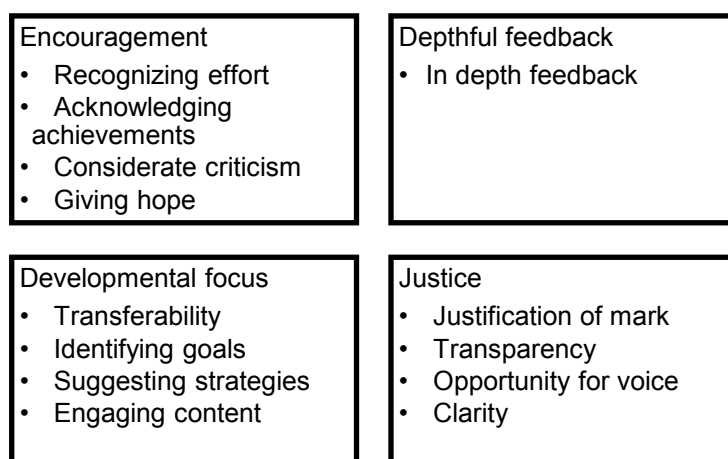 Encouragement
• Recognizing effort
• Acknowledging
achievements
• Considerate criticism
• Giving hope
Depthful feedback
• In depth feedback
Developmental focus
• Transferability
• Identifying goals
• Suggesting strategies
• Engaging content
Justice
• Justification of mark
• Transparency
• Opportunity for voice
• Clarity